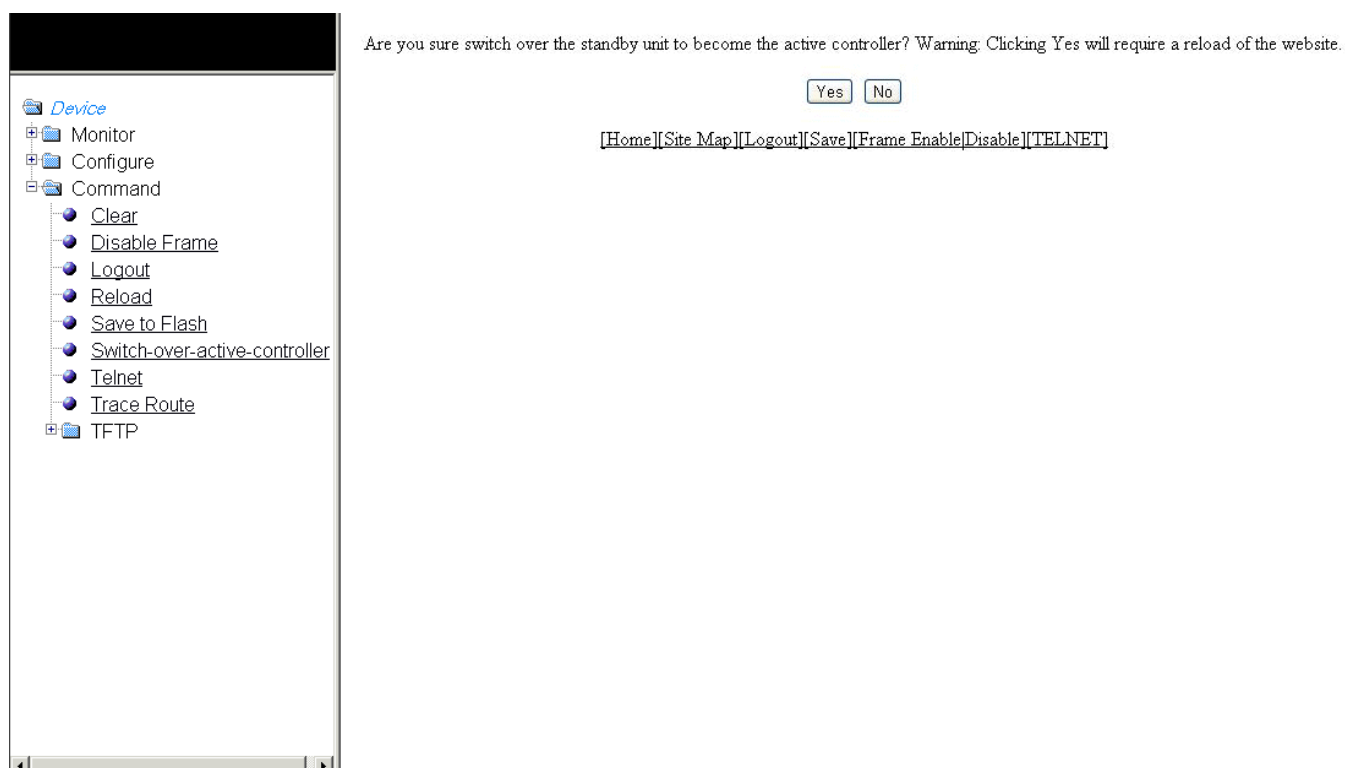 Device
Monitor
Configure
Command
Clear
Disable Frame
Logout
Reload
Save to Flash
Switch-over-active-controller
Telnet
Trace Route
TFTP
Are you sure switch over the standby unit to become the active controller? Warning: Clicking Yes will require a reload of the website.
Yes No
[Home][Site Map][Logout][Save][Frame Enable|Disable][TELNET]